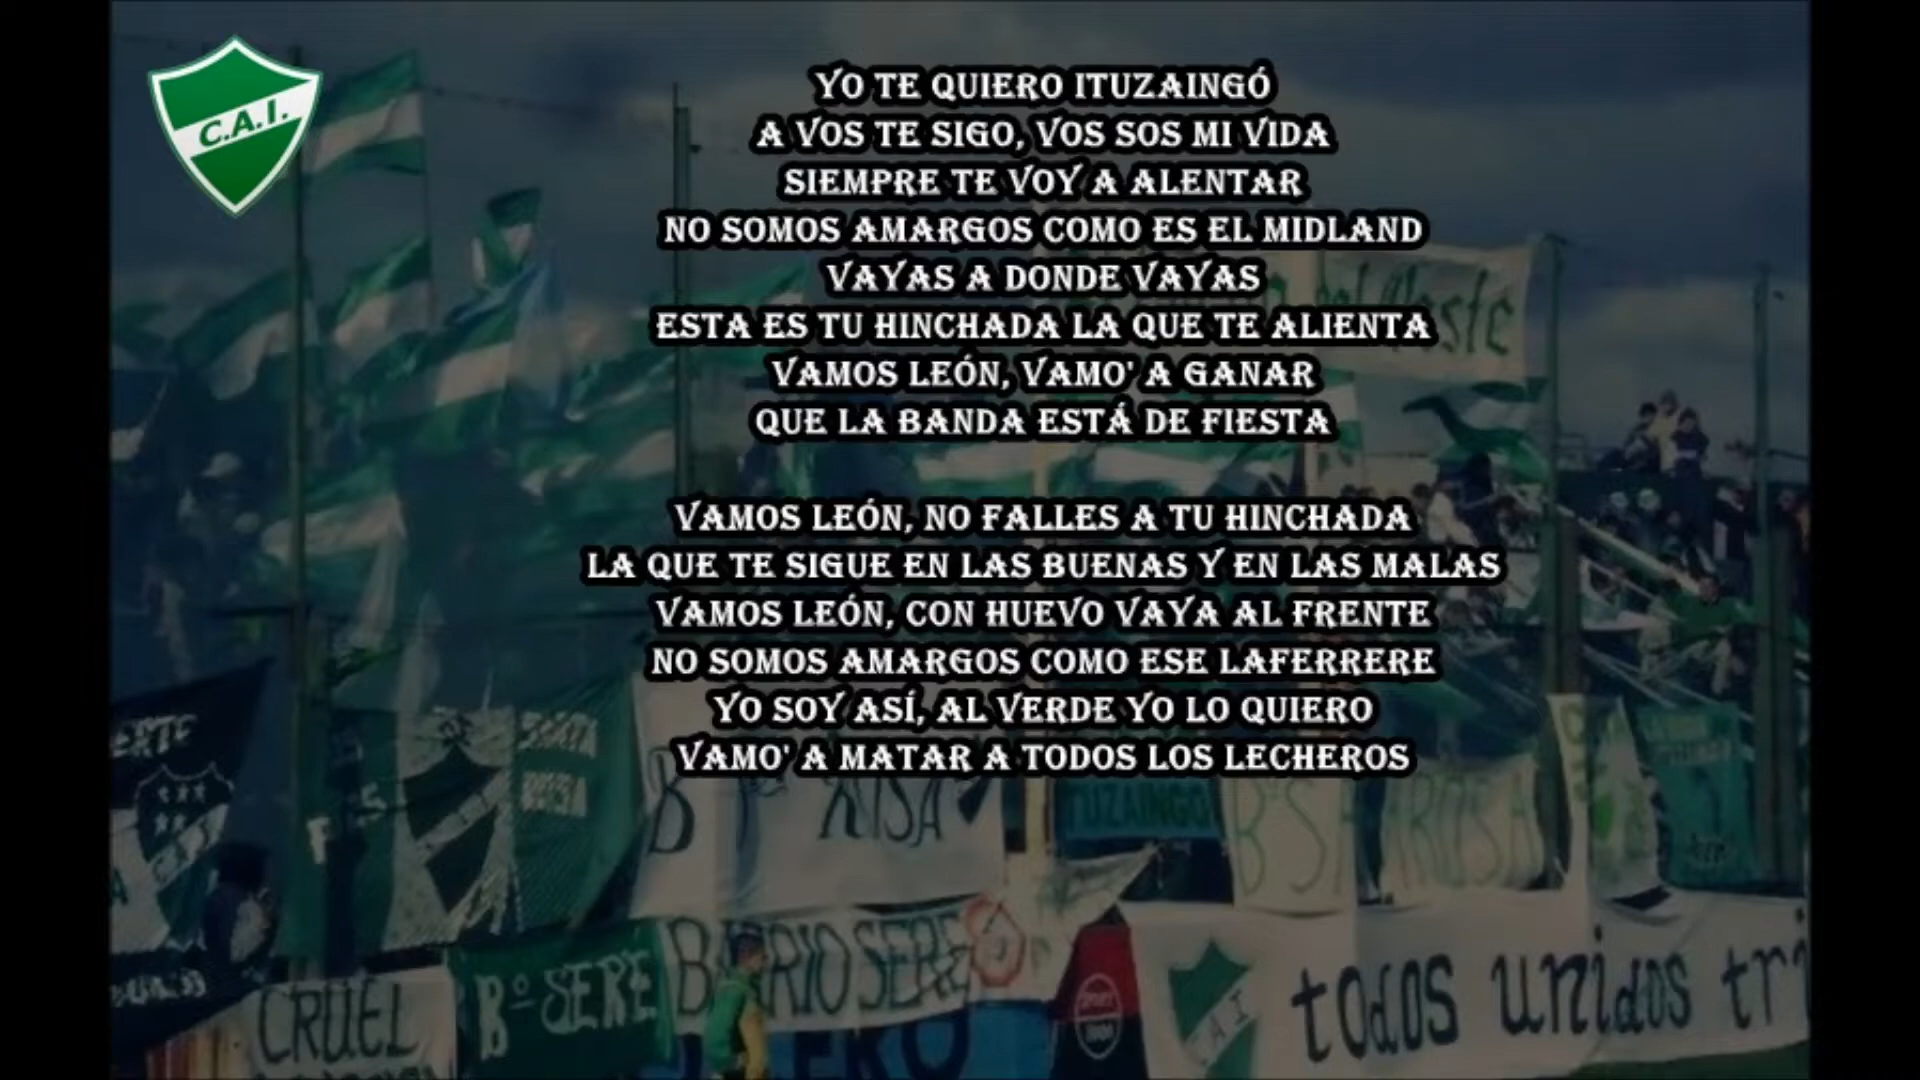 C.A.I.
YO TE QUIERO ITUZAINGÓ
A VOS TE SIGO, VOS SOS MI VIDA
SIEMPRE TE VOY A ALENTAR
NO SOMOS AMARGOS COMO ES EL MIDLAND
VAYAS A DONDE VAYAS
ESTA ES TU HINCHADA LA QUE TE ALIENTA
VAMOS LEÓN, VAMO' A GANAR
QUE LA BANDA ESTÁ DE FIESTA
VAMOS LEÓN, NO FALLES A TU HINCHADA
LA QUE TE SIGUE EN LAS BUENAS Y EN LAS MALAS
VAMOS LEÓN, CON HUEVO VAYA AL FRENTE
NO SOMOS AMARGOS COMO ESE LAFERRERE
YO SOY ASÍ, AL VERDE YO LO QUIERO
VAMO' A MATAR A TODOS LOS LECHEROS
TUZAINGO
CRUEL
Bº SERE
BARRIO SERE
CAI
todos unidos tri